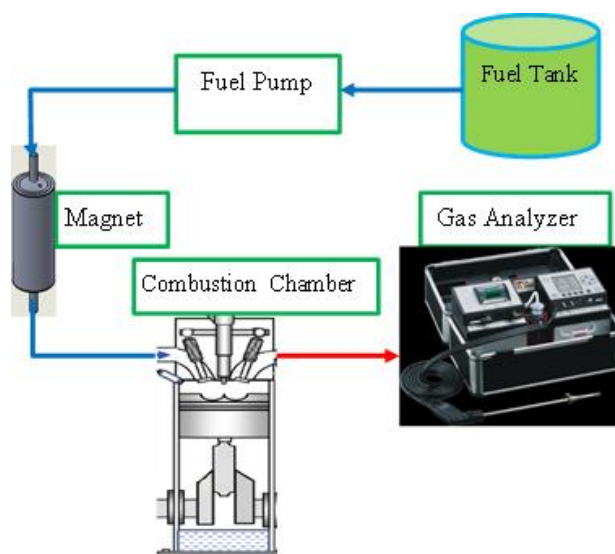 Fuel Tank
Fuel Pump
Magnet
Gas Analyzer
Combustion Chamber